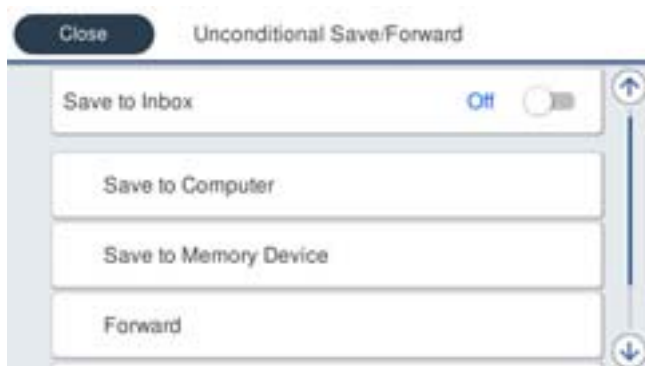 Close Unconditional Save/Forward
Save to Inbox Off
Save to Computer
Save to Memory Device
Forward